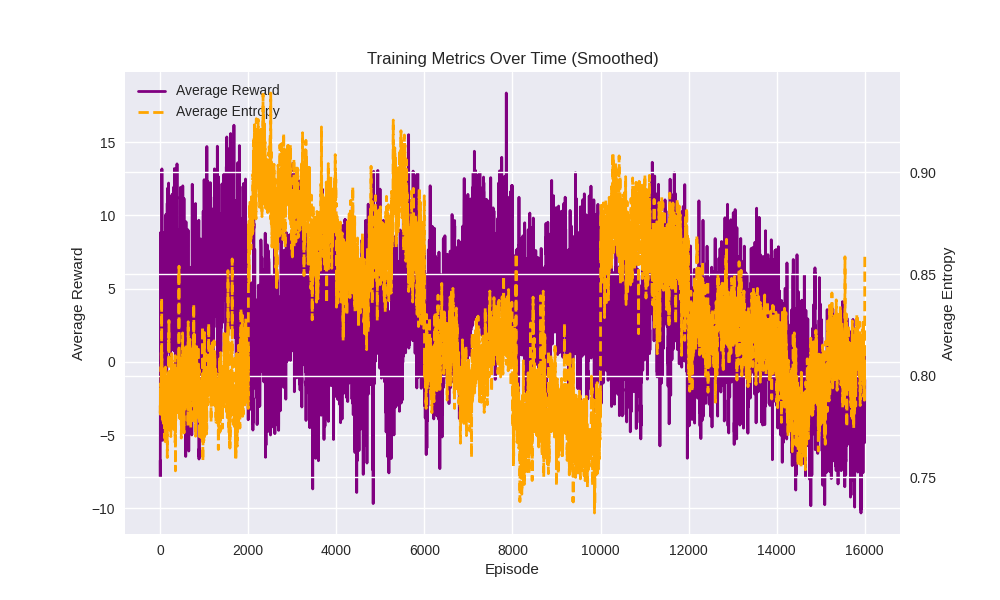 Training Metrics Over Time (Smoothed)
Average Reward
Average Entropy
15
10
5
0
−5
−10
Average Reward
0.90
0.85
0.80
0.75
Average Entropy
0 2000 4000 6000 8000 10000 12000 14000 16000
Episode